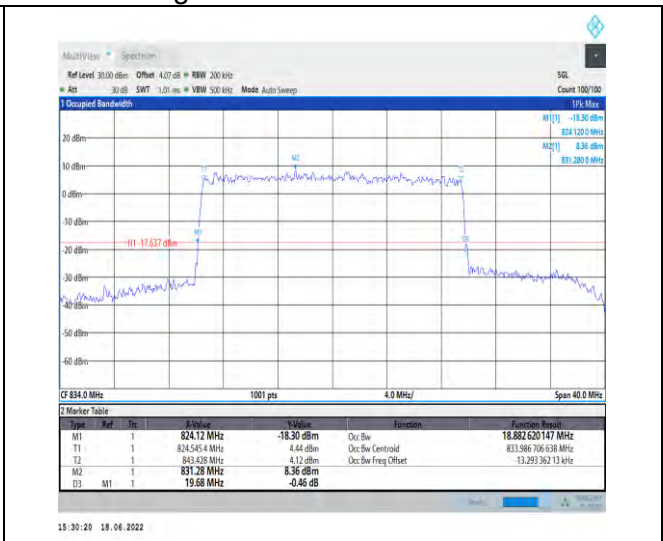 MultiView Spectrum
Ref Level 30.00 dBm Offset 4.07 dB RBW 200 kHz SGL
Att 30 dB SWT 1.01 ms VBW 500 kHz Mode Auto Sweep Count 100/100
1 Occupied Bandwidth 1Pk Max
M1[1] -18.30 dBm
824.120 0 MHz
M2[1] 8.36 dBm
831.280 0 MHz
20 dBm
10 dBm
0 dBm
-10 dBm
-20 dBm
-30 dBm
-40 dBm
-50 dBm
-60 dBm
M2
T1
T2
M1
D3
H1 -17.637 dBm
CF 834.0 MHz 1001 pts 4.0 MHz/ Span 40.0 MHz
2 Marker Table
Type Ref Trc X-Value Y-Value Function Function Result
M1 1 824.12 MHz -18.30 dBm Occ Bw 18.882 620 147 MHz
T1 1 824.545 4 MHz 4.44 dBm Occ Bw Centroid 833.986 706 638 MHz
T2 1 843.428 MHz 4.12 dBm Occ Bw Freq Offset -13.293 362 13 kHz
M2 1 831.28 MHz 8.36 dBm
D3 M1 1 19.68 MHz -0.46 dB
15:30:20 18.06.2022